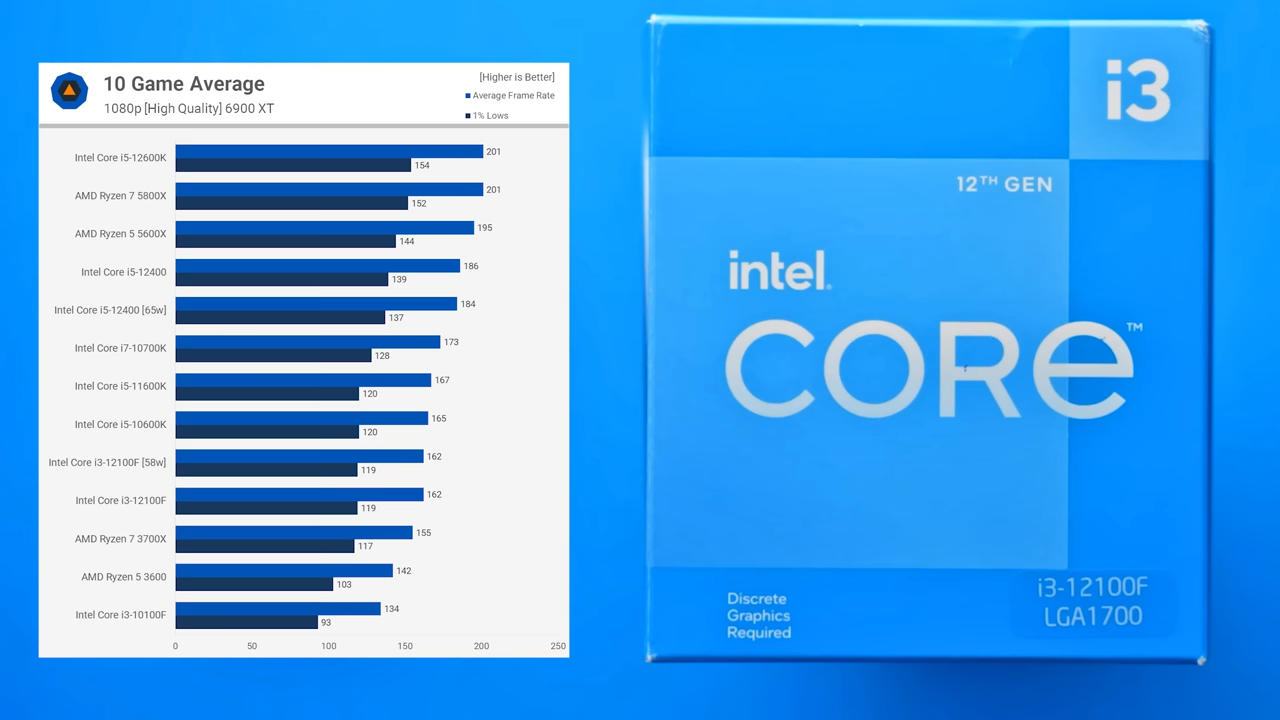 10 Game Average
1080p [High Quality] 6900 XT
[Higher is Better]
Average Frame Rate
1% Lows
Intel Core i5-12600K
201
154
AMD Ryzen 7 5800X
201
152
AMD Ryzen 5 5600X
195
144
Intel Core i5-12400
186
139
Intel Core i5-12400 [65w]
184
137
Intel Core i7-10700K
173
128
Intel Core i5-11600K
167
120
Intel Core i5-10600K
165
120
Intel Core i3-12100F [58w]
162
119
Intel Core i3-12100F
162
119
AMD Ryzen 7 3700X
155
117
AMD Ryzen 5 3600
142
103
Intel Core i3-10100F
134
93
0 50 100 150 200 250
i3
12TH GEN
intel.
CORe™
Discrete
Graphics
Required
i3-12100F
LGA1700